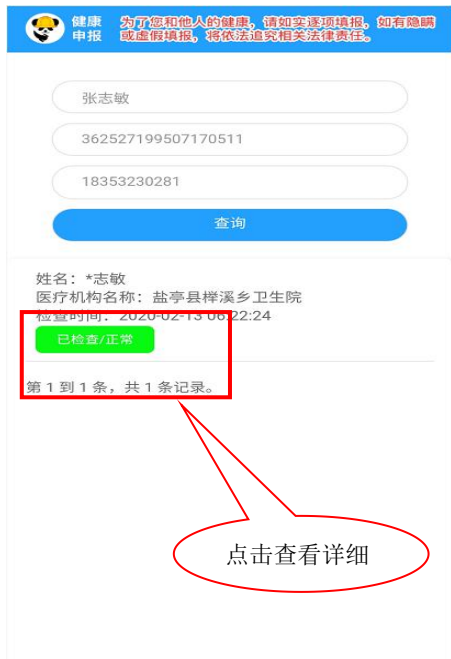 健康
申报
为了您和他人的健康，请如实逐项填报，如有隐瞒
或虚假填报，将依法追究相关法律责任。
张志敏
362527199507170511
18353230281
查询
姓名：*志敏
医疗机构名称：盐亭县榉溪乡卫生院
检查时间：2020-02-13 06:22:24
已检查/正常
第 1 到 1 条，共 1 条记录。
点击查看详细